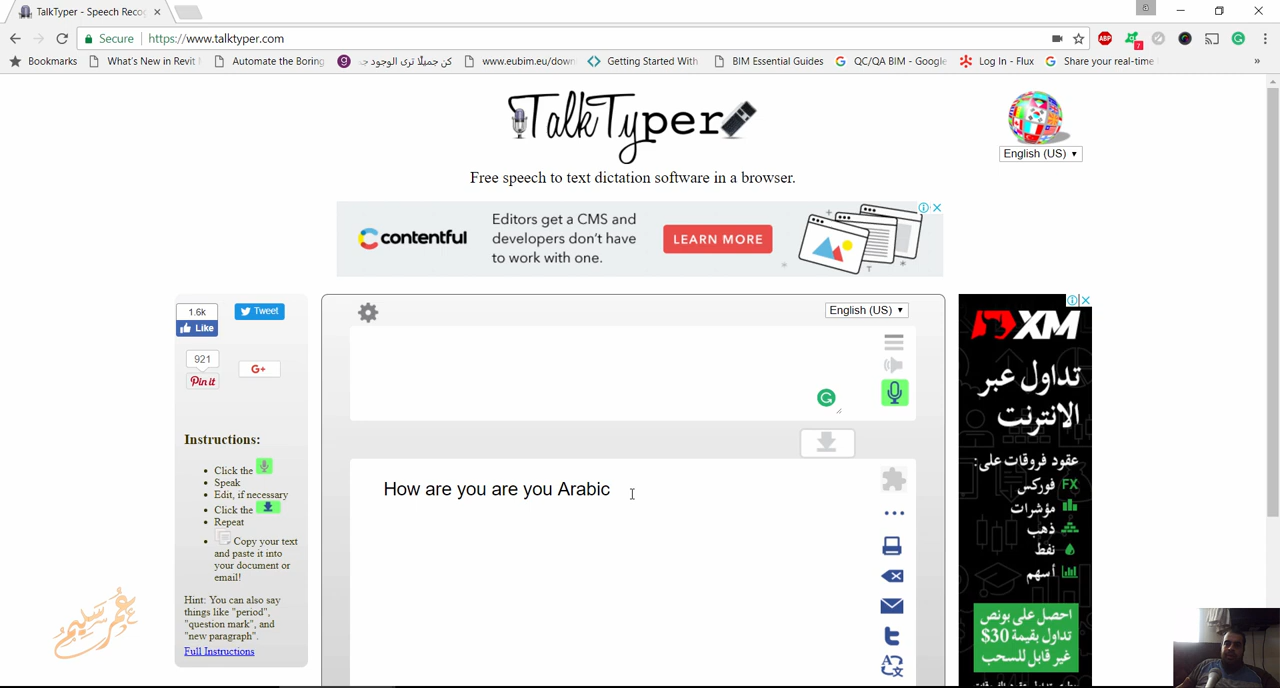 TalkTyper - Speech Reco
a
Secure
https://www.talktyper.com
ABP
7
Bookmarks
What's New in Revit
Automate the Boring
كن جميلًا ترى الوجود جـ
www.eubim.eu/down
Getting Started With
BIM Essential Guides
QC/QA BIM - Google
Log In - Flux
Share your real-time
»
TalkTyper
English (US)
Free speech to text dictation software in a browser.
contentful
Editors get a CMS and
developers don't have
to work with one.
LEARN MORE
1.6k
Like
Tweet
921
Pin it
G+
English (US)
Instructions:
Click the
Speak
Edit, if necessary
Click the
Repeat
Copy your text
and paste it into
your document or
email!
Hint: You can also say
things like "period",
"question mark", and
"new paragraph".
Full Instructions
How are you are you Arabic
XM
تداول عبر
الانترنت
عقود فروقات على:
فوركس FX
مؤشرات
ذهب
نفط
أسهم
احصل على بونص
تداول بقيمة 30$
غير قابل للسحب
عمر سليم